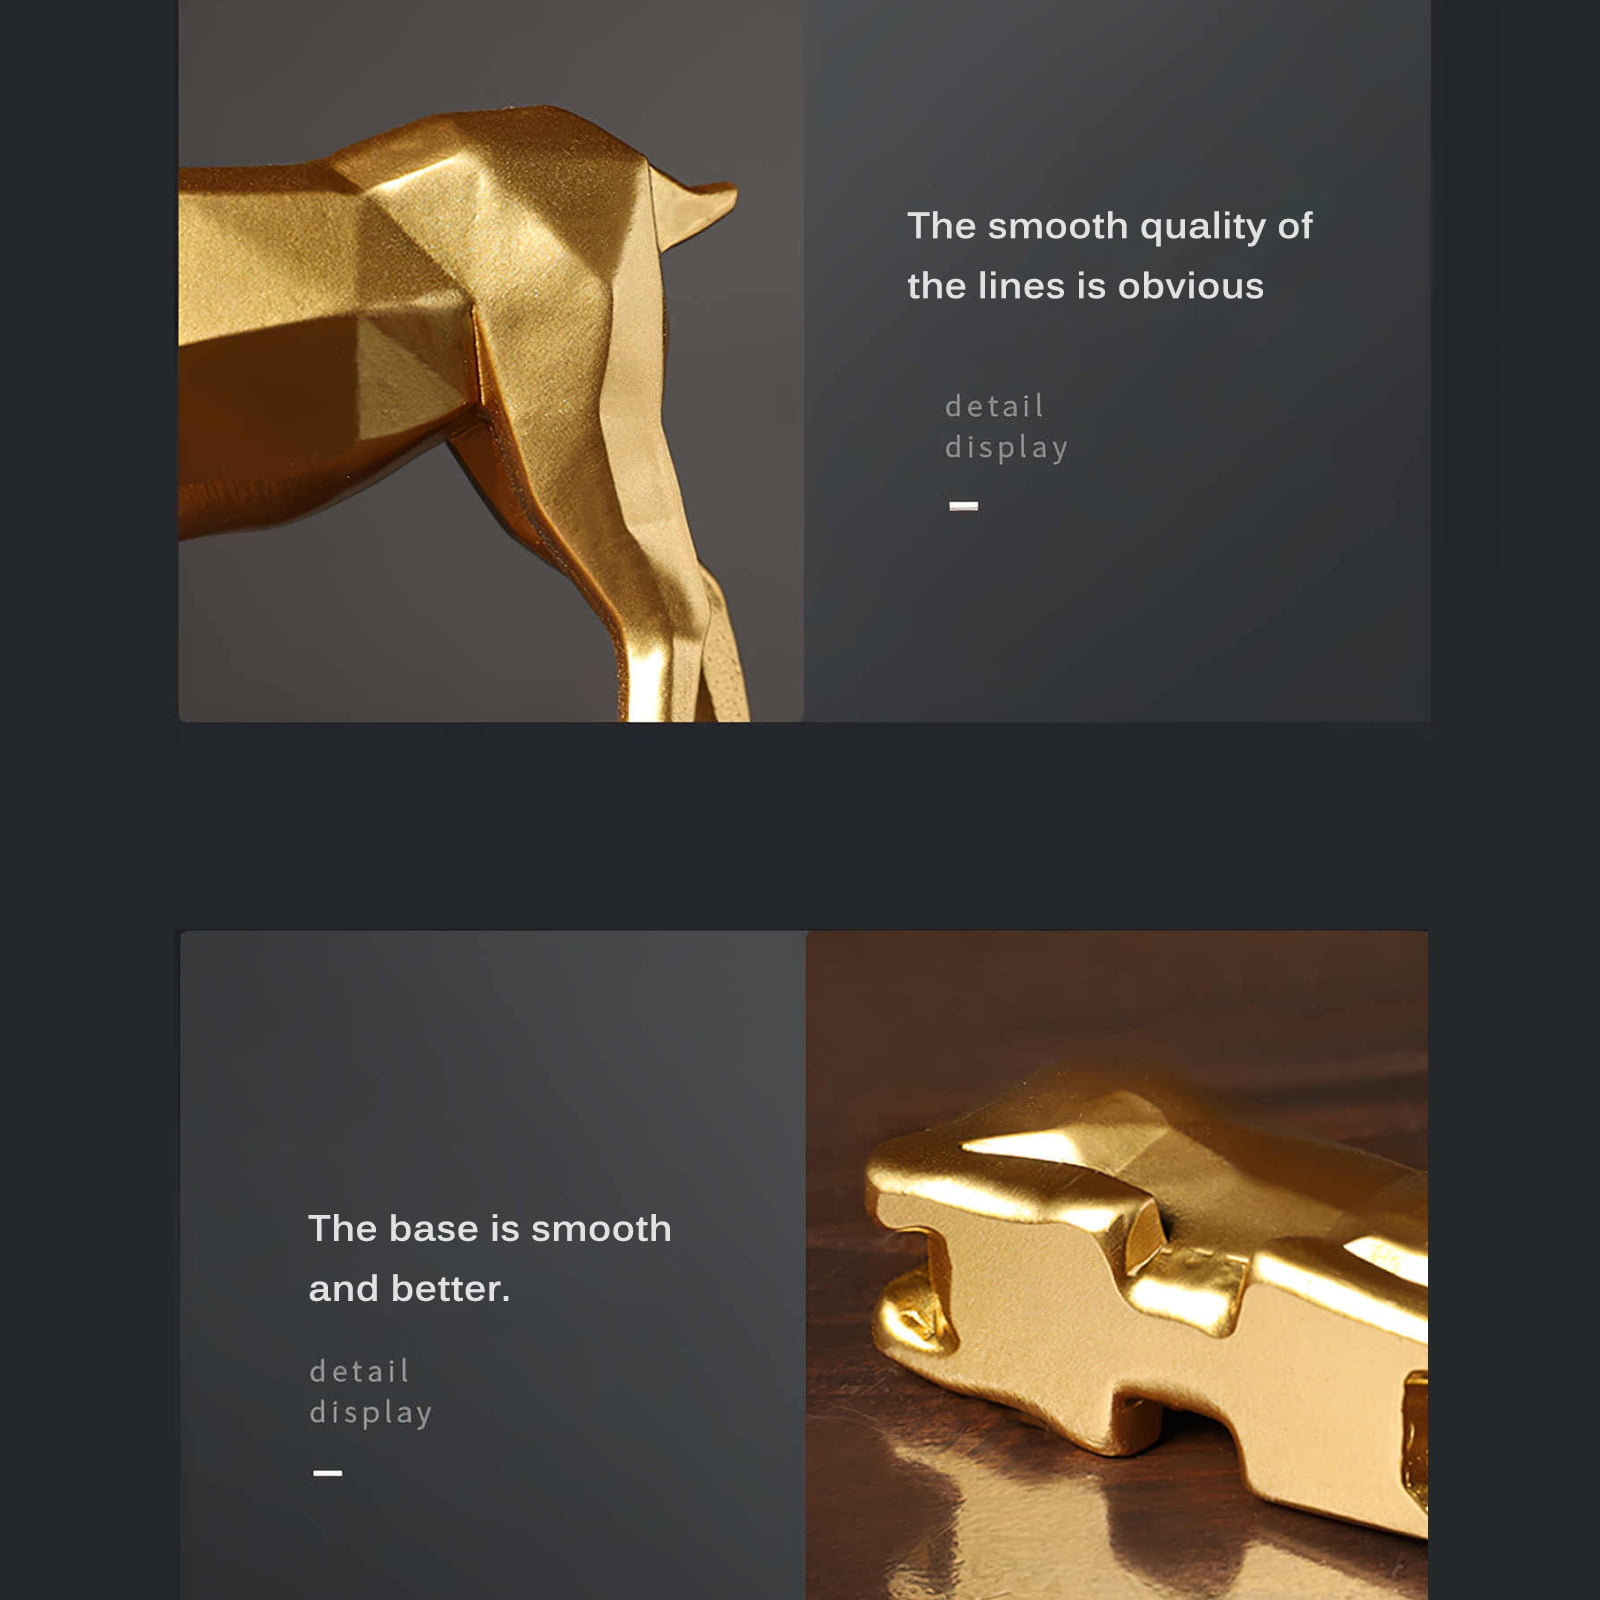 The smooth quality of
the lines is obvious
detail
display
The base is smooth
and better.
detail
display